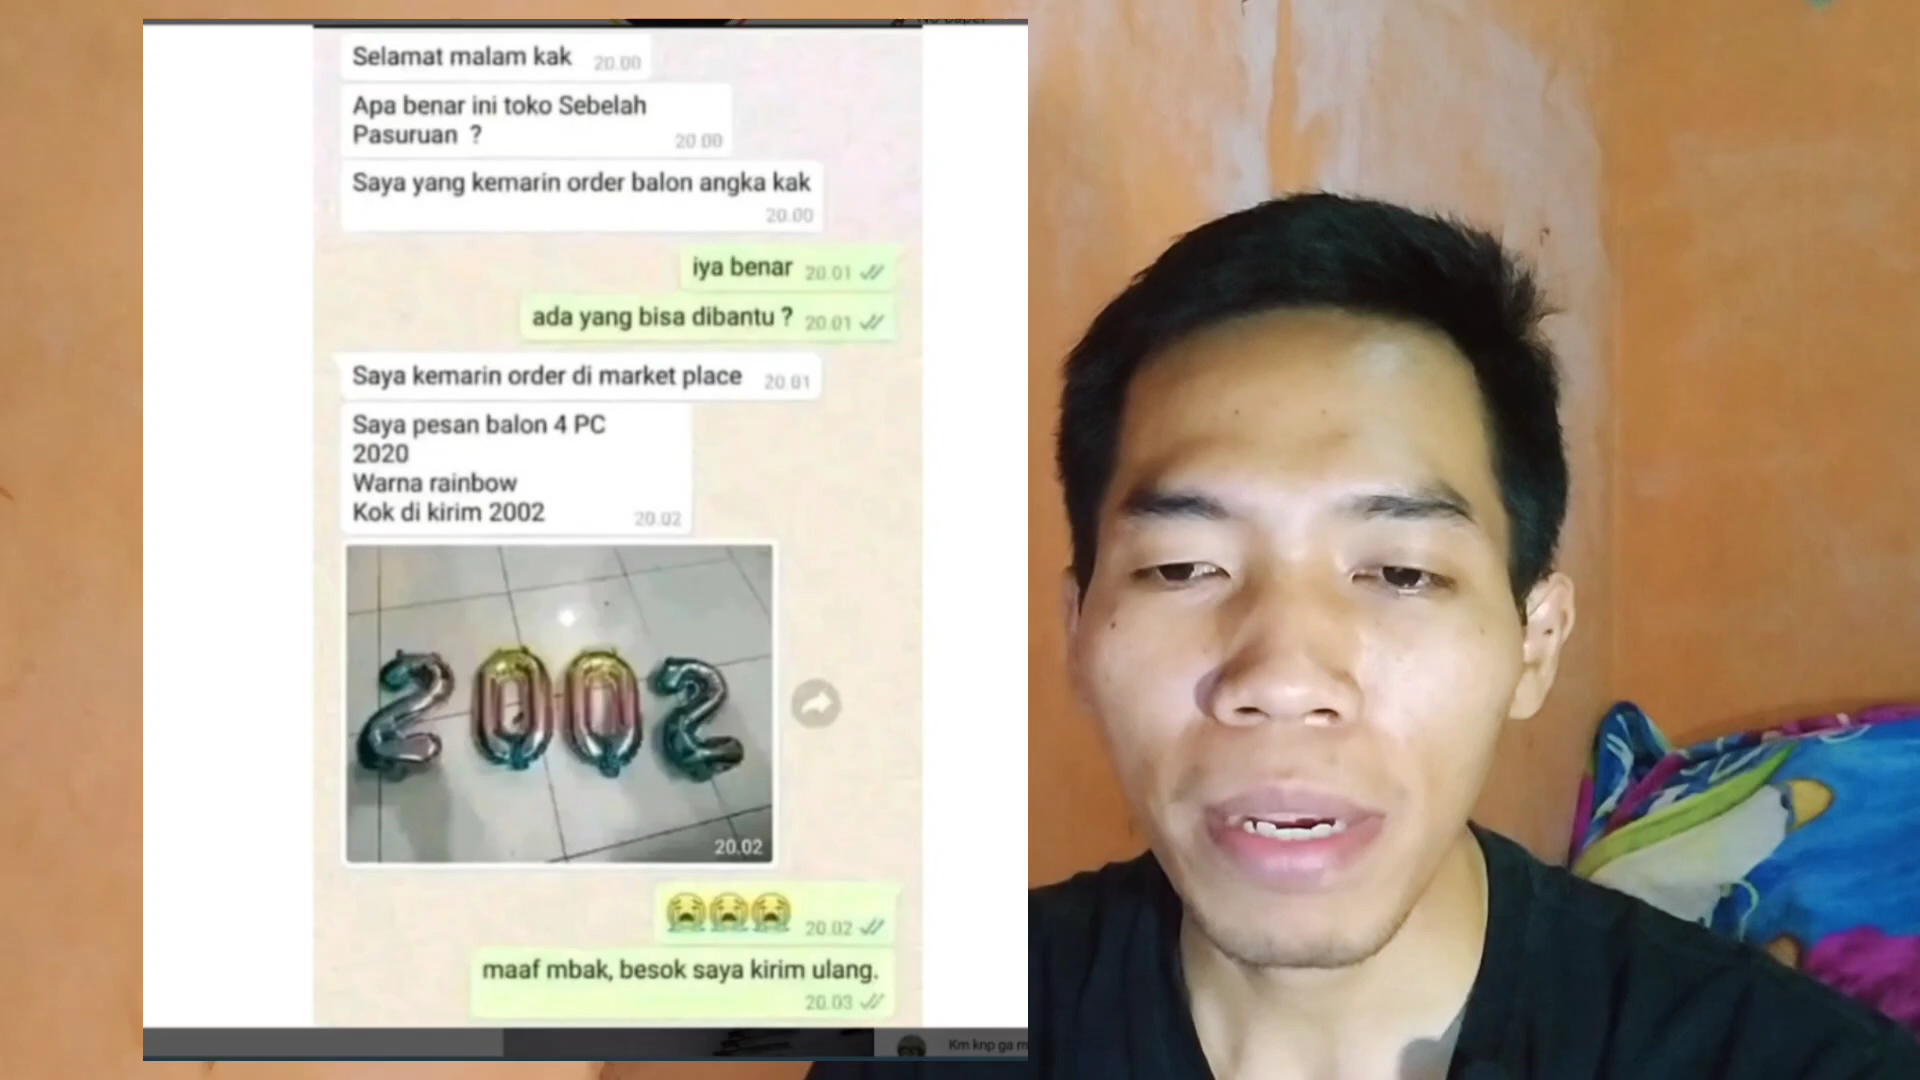 Selamat malam kak 20.00
Apa benar ini toko Sebelah
Pasuruan ? 20.00
Saya yang kemarin order balon angka kak
20.00
iya benar 20.01
ada yang bisa dibantu ? 20.01
Saya kemarin order di market place 20.01
Saya pesan balon 4 PC
2020
Warna rainbow
Kok di kirim 2002 20.02
2002
20.02
20.02
maaf mbak, besok saya kirim ulang.
20.03
Km knp ga m